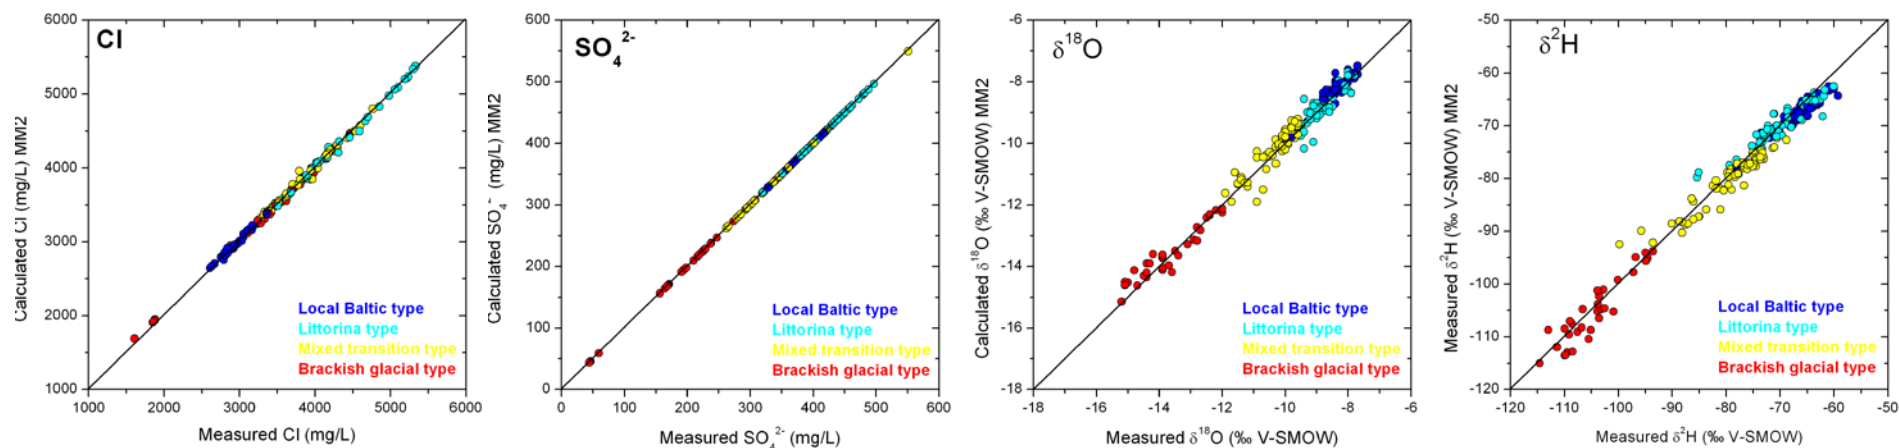 Cl
Calculated Cl (mg/L) MM2
6000
5000
4000
3000
2000
1000
1000 2000 3000 4000 5000 6000
Measured Cl (mg/L)
Local Baltic type
Littorina type
Mixed transition type
Brackish glacial type
SO₄²⁻
Calculated SO₄²⁻ (mg/L) MM2
600
500
400
300
200
100
0
0 100 200 300 400 500 600
Measured SO₄²⁻ (mg/L)
Local Baltic type
Littorina type
Mixed transition type
Brackish glacial type
δ¹⁸O
Calculated δ¹⁸O (‰ V-SMOW) MM2
-6
-8
-10
-12
-14
-16
-18
-18 -16 -14 -12 -10 -8 -6
Measured δ¹⁸O (‰ V-SMOW)
Local Baltic type
Littorina type
Mixed transition type
Brackish glacial type
δ²H
Measured δ²H (‰ V-SMOW) MM2
-50
-60
-70
-80
-90
-100
-110
-120
-120 -110 -100 -90 -80 -70 -60 -50
Measured δ²H (‰ V-SMOW)
Local Baltic type
Littorina type
Mixed transition type
Brackish glacial type